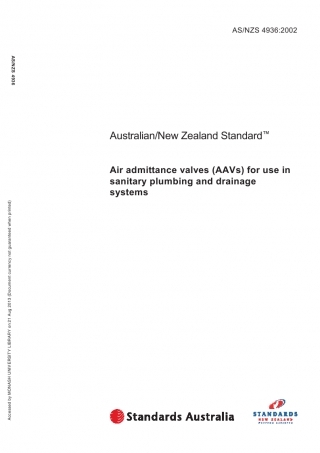 AS/NZS 4936:2002
AS/NZS 4936
Australian/New Zealand Standard™
Air admittance valves (AAVs) for use in
sanitary plumbing and drainage
systems
Accessed by MONASH UNIVERSITY LIBRARY on 21 Aug 2013 (Document currency not guaranteed when printed)
Standards Australia
STANDARDS
NEW ZEALAND